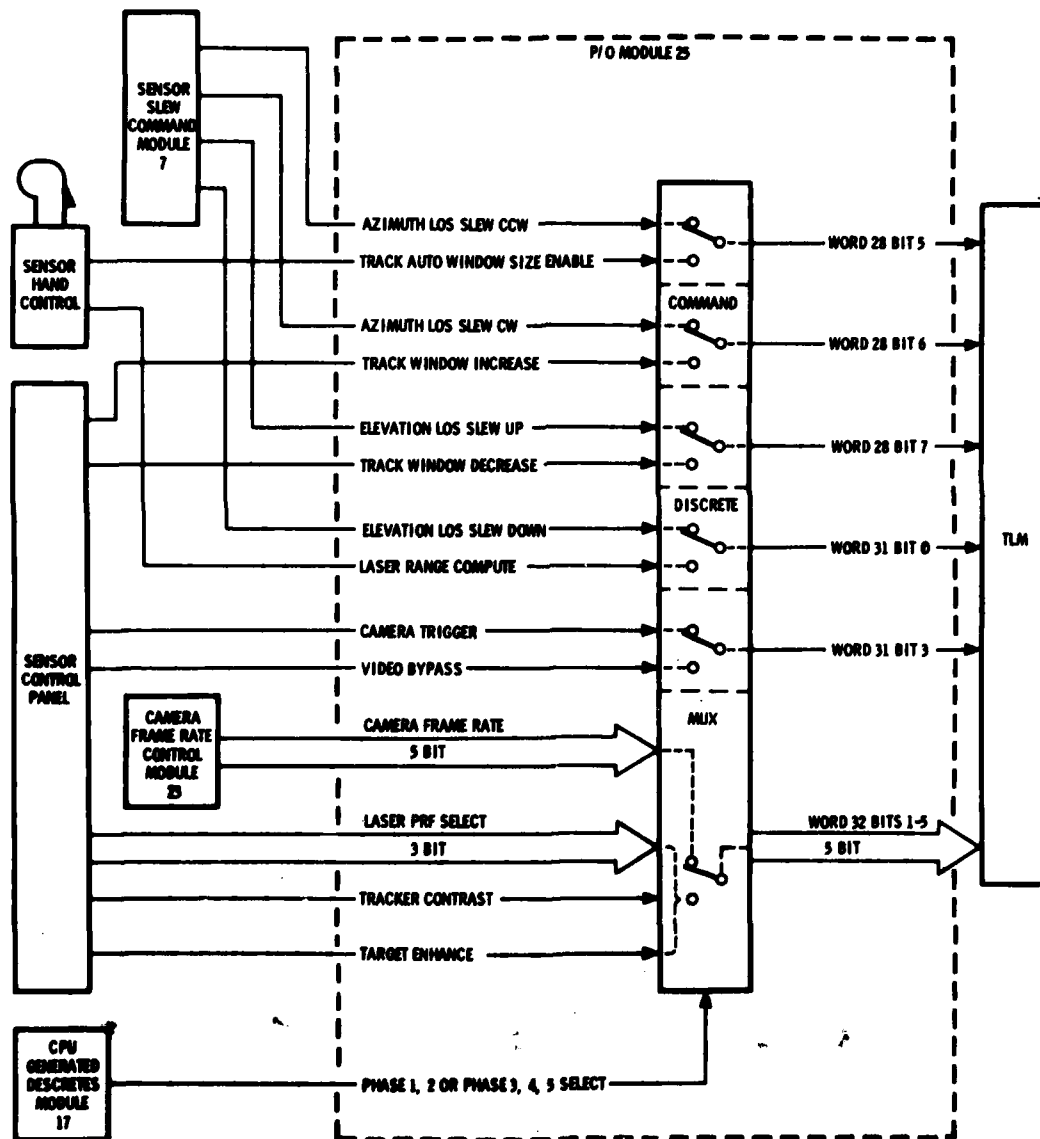 P/O MODULE 25
SENSOR
SLEW
COMMAND
MODULE
7
SENSOR
HAND
CONTROL
AZIMUTH LOS SLEW CCW
WORD 28 BIT 5
TRACK AUTO WINDOW SIZE ENABLE
COMMAND
AZIMUTH LOS SLEW CW
WORD 28 BIT 6
TRACK WINDOW INCREASE
ELEVATION LOS SLEW UP
WORD 28 BIT 7
TRACK WINDOW DECREASE
DISCRETE
ELEVATION LOS SLEW DOWN
WORD 31 BIT 0
TLM
LASER RANGE COMPUTE
CAMERA TRIGGER
WORD 31 BIT 3
VIDEO BYPASS
SENSOR
CONTROL
PANEL
MUX
CAMERA
FRAME RATE
CONTROL
MODULE
23
CAMERA FRAME RATE
5 BIT
LASER PRF SELECT
3 BIT
WORD 32 BITS 1-5
5 BIT
TRACKER CONTRAST
TARGET ENHANCE
CPU
GENERATED
DESCRETES
MODULE
17
PHASE 1, 2 OR PHASE 3, 4, 5 SELECT